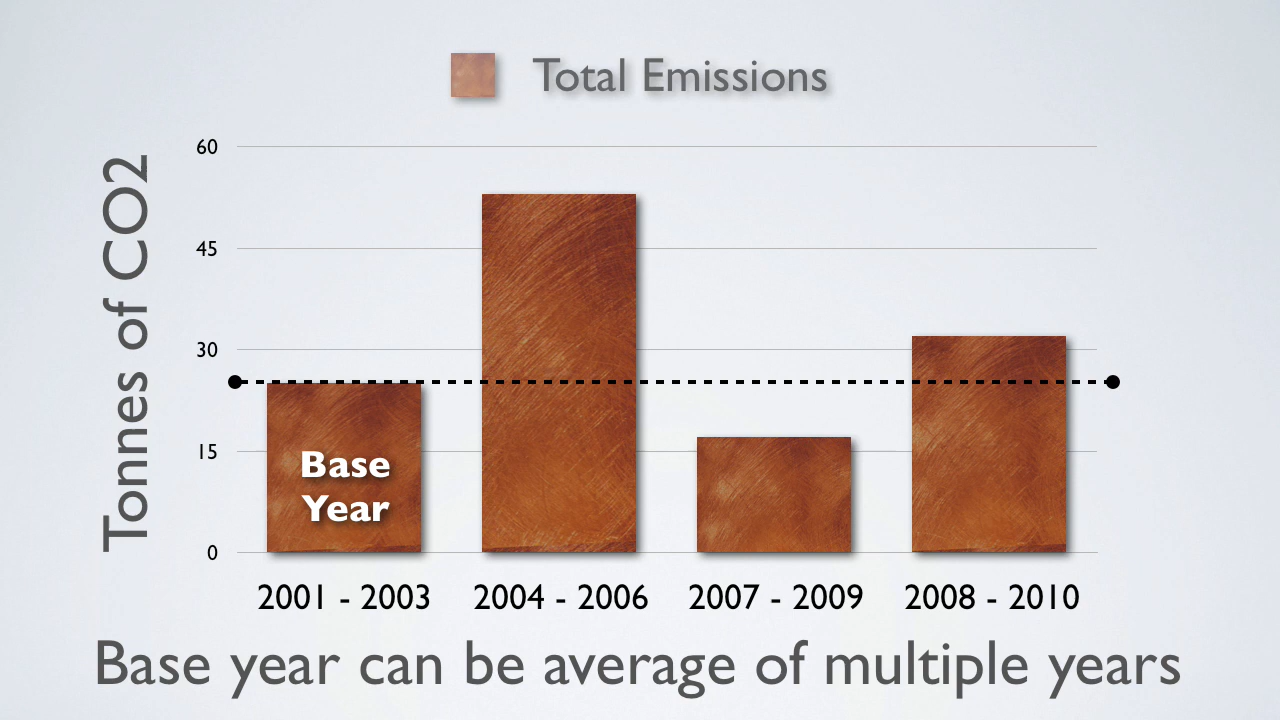 Total Emissions
Tonnes of CO2
60
45
30
15
0
Base
Year
2001 - 2003
2004 - 2006
2007 - 2009
2008 - 2010
Base year can be average of multiple years